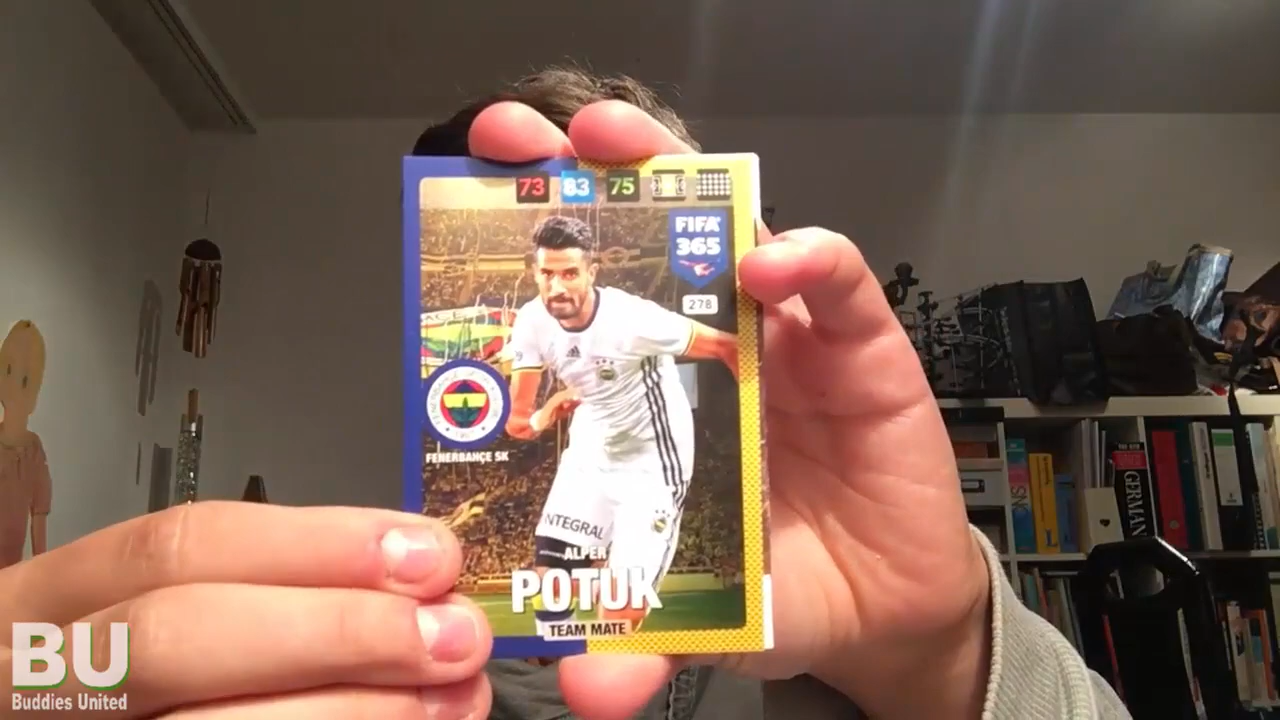 73 83 75
FIFA
365
278
FENERBAHÇE SK
INTEGRAL
ALPER
POTUK
TEAM MATE
GERMAN
BU
Buddies United